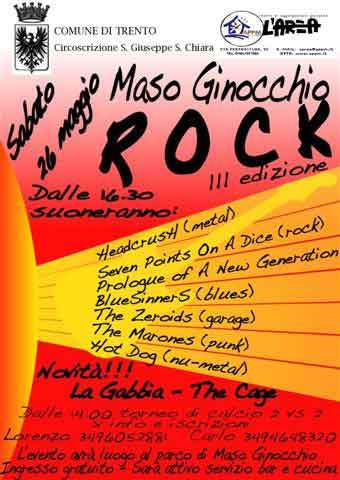 COMUNE DI TRENTO
Circoscrizione S. Giuseppe S. Chiara
APPM
L'AREA
Sabato
26 maggio
Maso Ginocchio
ROCK
III edizione
Dalle 16.30
suoneranno:
HeadcrusH (metal)
Seven Points On A Dice (rock)
Prologue of A New Generation
BlueSinnerS (blues)
The Zeroids (garage)
The Marones (punk)
Hot Dog (nu-metal)
Novità!!!
La Gabbia - The Cage
Dalle 14.00 torneo di calcio 2 vs 2
x info e iscrizioni
Lorenzo 3496052881 Carlo 3494648320
L'evento avrà luogo al parco di Maso Ginocchio
Ingresso gratuito - Sarà attivo servizio bar e cucina